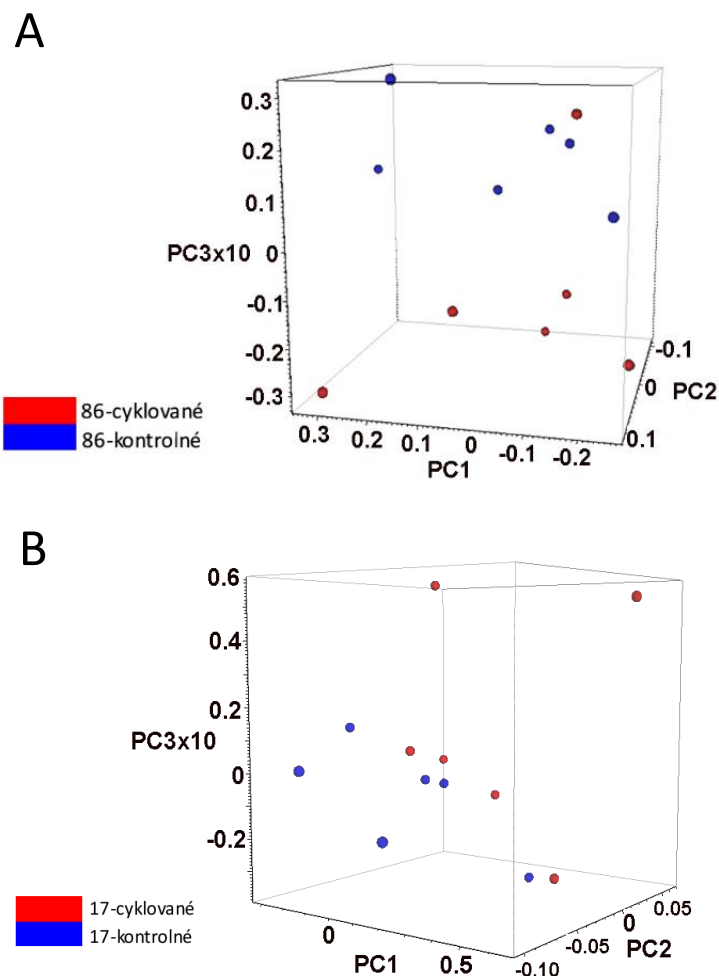 A
0.3
0.2
0.1
PC3x10 0
-0.1
-0.2
-0.3
0.3 0.2 0.1 0 -0.1 -0.2
PC1
-0.1
0 PC2
0.1
86-cyklované
86-kontrolné
B
0.6
0.4
0.2
PC3x10
0
-0.2
0 0.5
PC1
-0.10 -0.05 0 0.05
PC2
17-cyklované
17-kontrolné